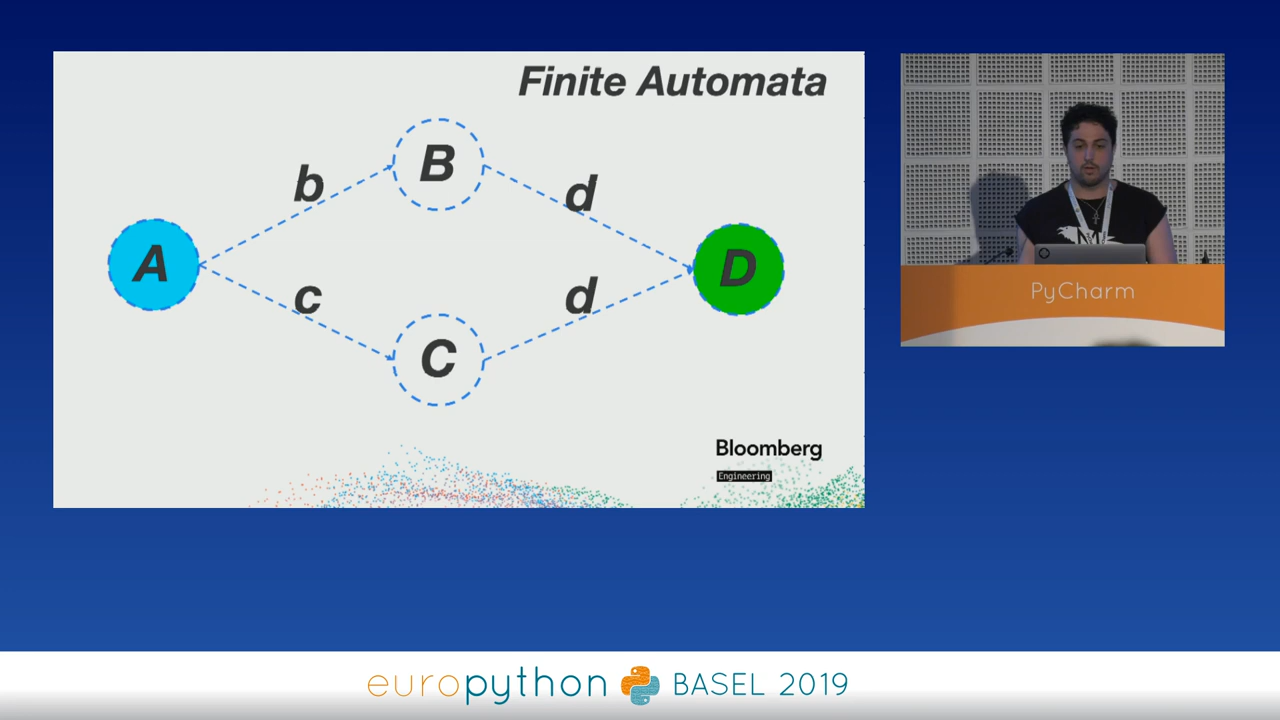 Finite Automata
B
b
d
A
D
c
d
C
Bloomberg
Engineering
PyCharm
europython BASEL 2019